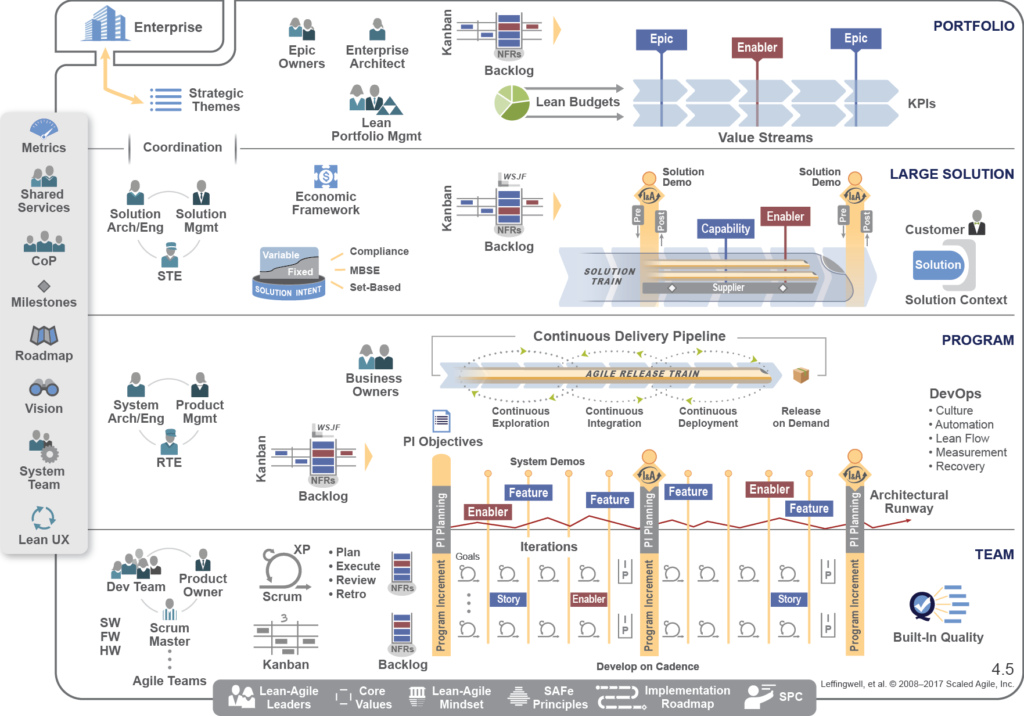 Enterprise
Strategic
Themes
Epic
Owners
Enterprise
Architect
Lean
Portfolio Mgmt
Kanban
NFRs
Backlog
Lean Budgets
Epic
Enabler
Epic
Value Streams
KPIs
PORTFOLIO
Metrics
Shared
Services
CoP
Milestones
Roadmap
Vision
System
Team
Lean UX
Coordination
Solution
Arch/Eng
Solution
Mgmt
STE
Economic
Framework
Variable
Fixed
SOLUTION INTENT
Compliance
MBSE
Set-Based
Kanban
WSJF
NFRs
Backlog
Solution
Demo
I&A
Pre
Post
Capability
Enabler
Solution
Demo
I&A
Pre
Post
SOLUTION
TRAIN
Supplier
LARGE SOLUTION
Customer
Solution
Solution Context
System
Arch/Eng
Product
Mgmt
RTE
Business
Owners
Kanban
WSJF
NFRs
Backlog
Continuous Delivery Pipeline
AGILE RELEASE TRAIN
Continuous
Exploration
Continuous
Integration
Continuous
Deployment
Release
on Demand
PROGRAM
DevOps
• Culture
• Automation
• Lean Flow
• Measurement
• Recovery
PI Objectives
System Demos
I&A
I&A
PI Planning
Enabler
Feature
Feature
PI Planning
Feature
Enabler
Feature
PI Planning
Architectural
Runway
Dev Team
Product
Owner
Scrum
Master
SW
FW
HW
Agile Teams
XP
Scrum
• Plan
• Execute
• Review
• Retro
3
Kanban
NFRs
NFRs
Backlog
Program Increment
Goals
Iterations
Story
Enabler
I P
I P
Program Increment
Story
I P
I P
Program Increment
Develop on Cadence
TEAM
Built-In Quality
4.5
Leffingwell, et al. © 2008–2017 Scaled Agile, Inc.
Lean-Agile
Leaders
Core
Values
Lean-Agile
Mindset
SAFe
Principles
Implementation
Roadmap
SPC